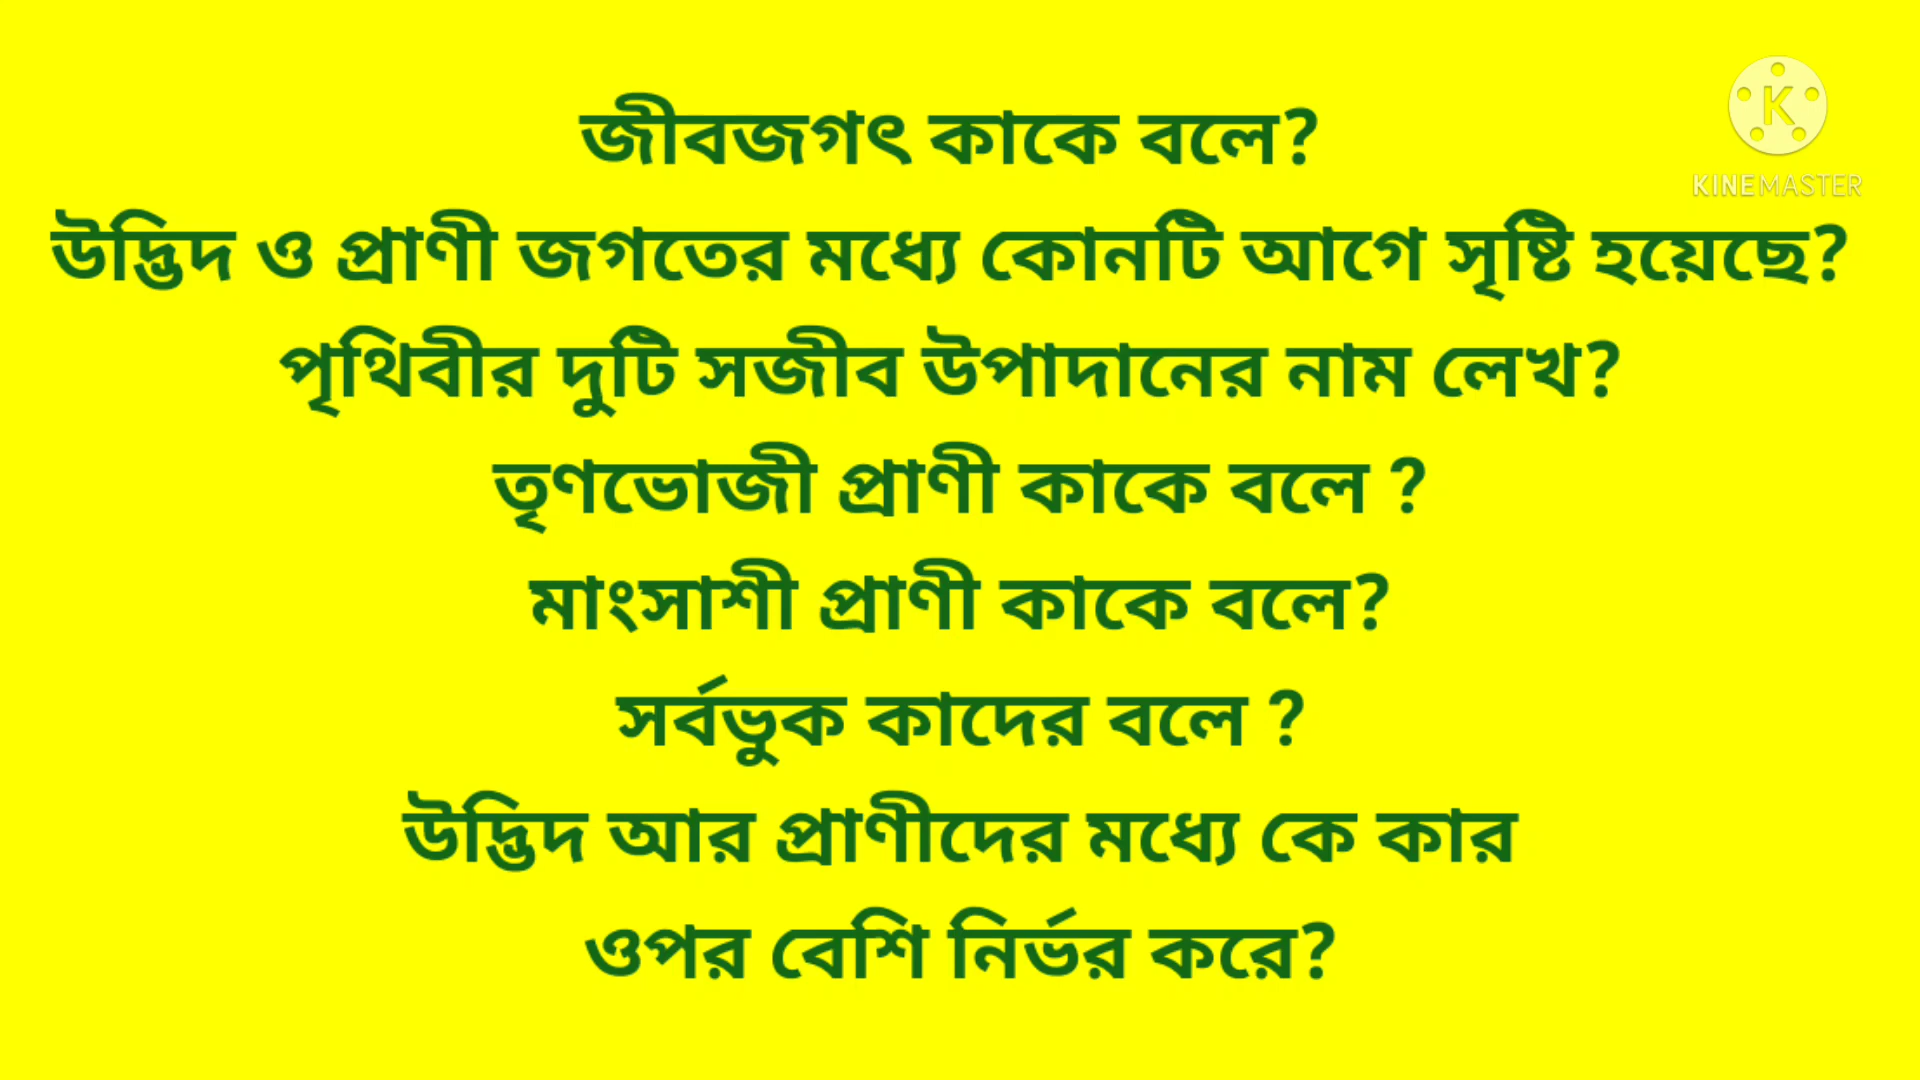 জীবজগৎ কাকে বলে?
উদ্ভিদ ও প্রাণী জগতের মধ্যে কোনটি আগে সৃষ্টি হয়েছে?
পৃথিবীর দুটি সজীব উপাদানের নাম লেখ?
তৃণভোজী প্রাণী কাকে বলে ?
মাংসাশী প্রাণী কাকে বলে?
সর্বভুক কাদের বলে ?
উদ্ভিদ আর প্রাণীদের মধ্যে কে কার
ওপর বেশি নির্ভর করে?
K
KINEMASTER